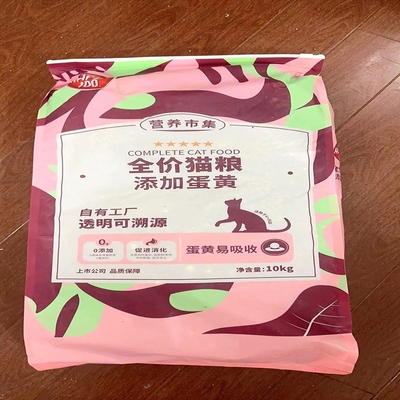 营养市集
COMPLETE CAT FOOD
全价猫粮
添加蛋黄
自有工厂
透明可溯源
0添加
促进消化
蛋黄易吸收
上市公司 品质保障
净含量:10kg